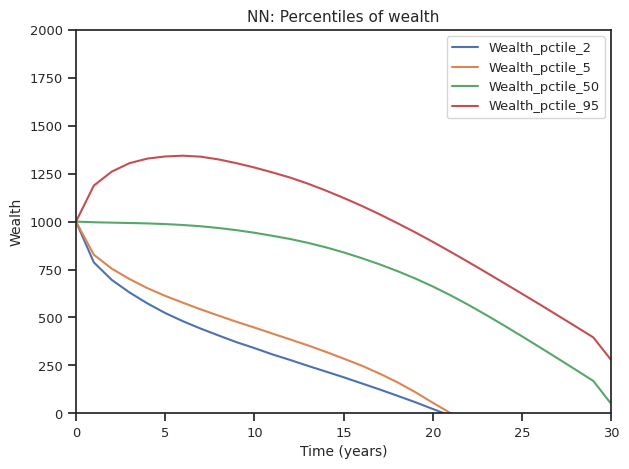 NN: Percentiles of wealth
2000
1750
1500
1250
1000
750
500
250
0
Wealth
Wealth_pctile_2
Wealth_pctile_5
Wealth_pctile_50
Wealth_pctile_95
0 5 10 15 20 25 30
Time (years)